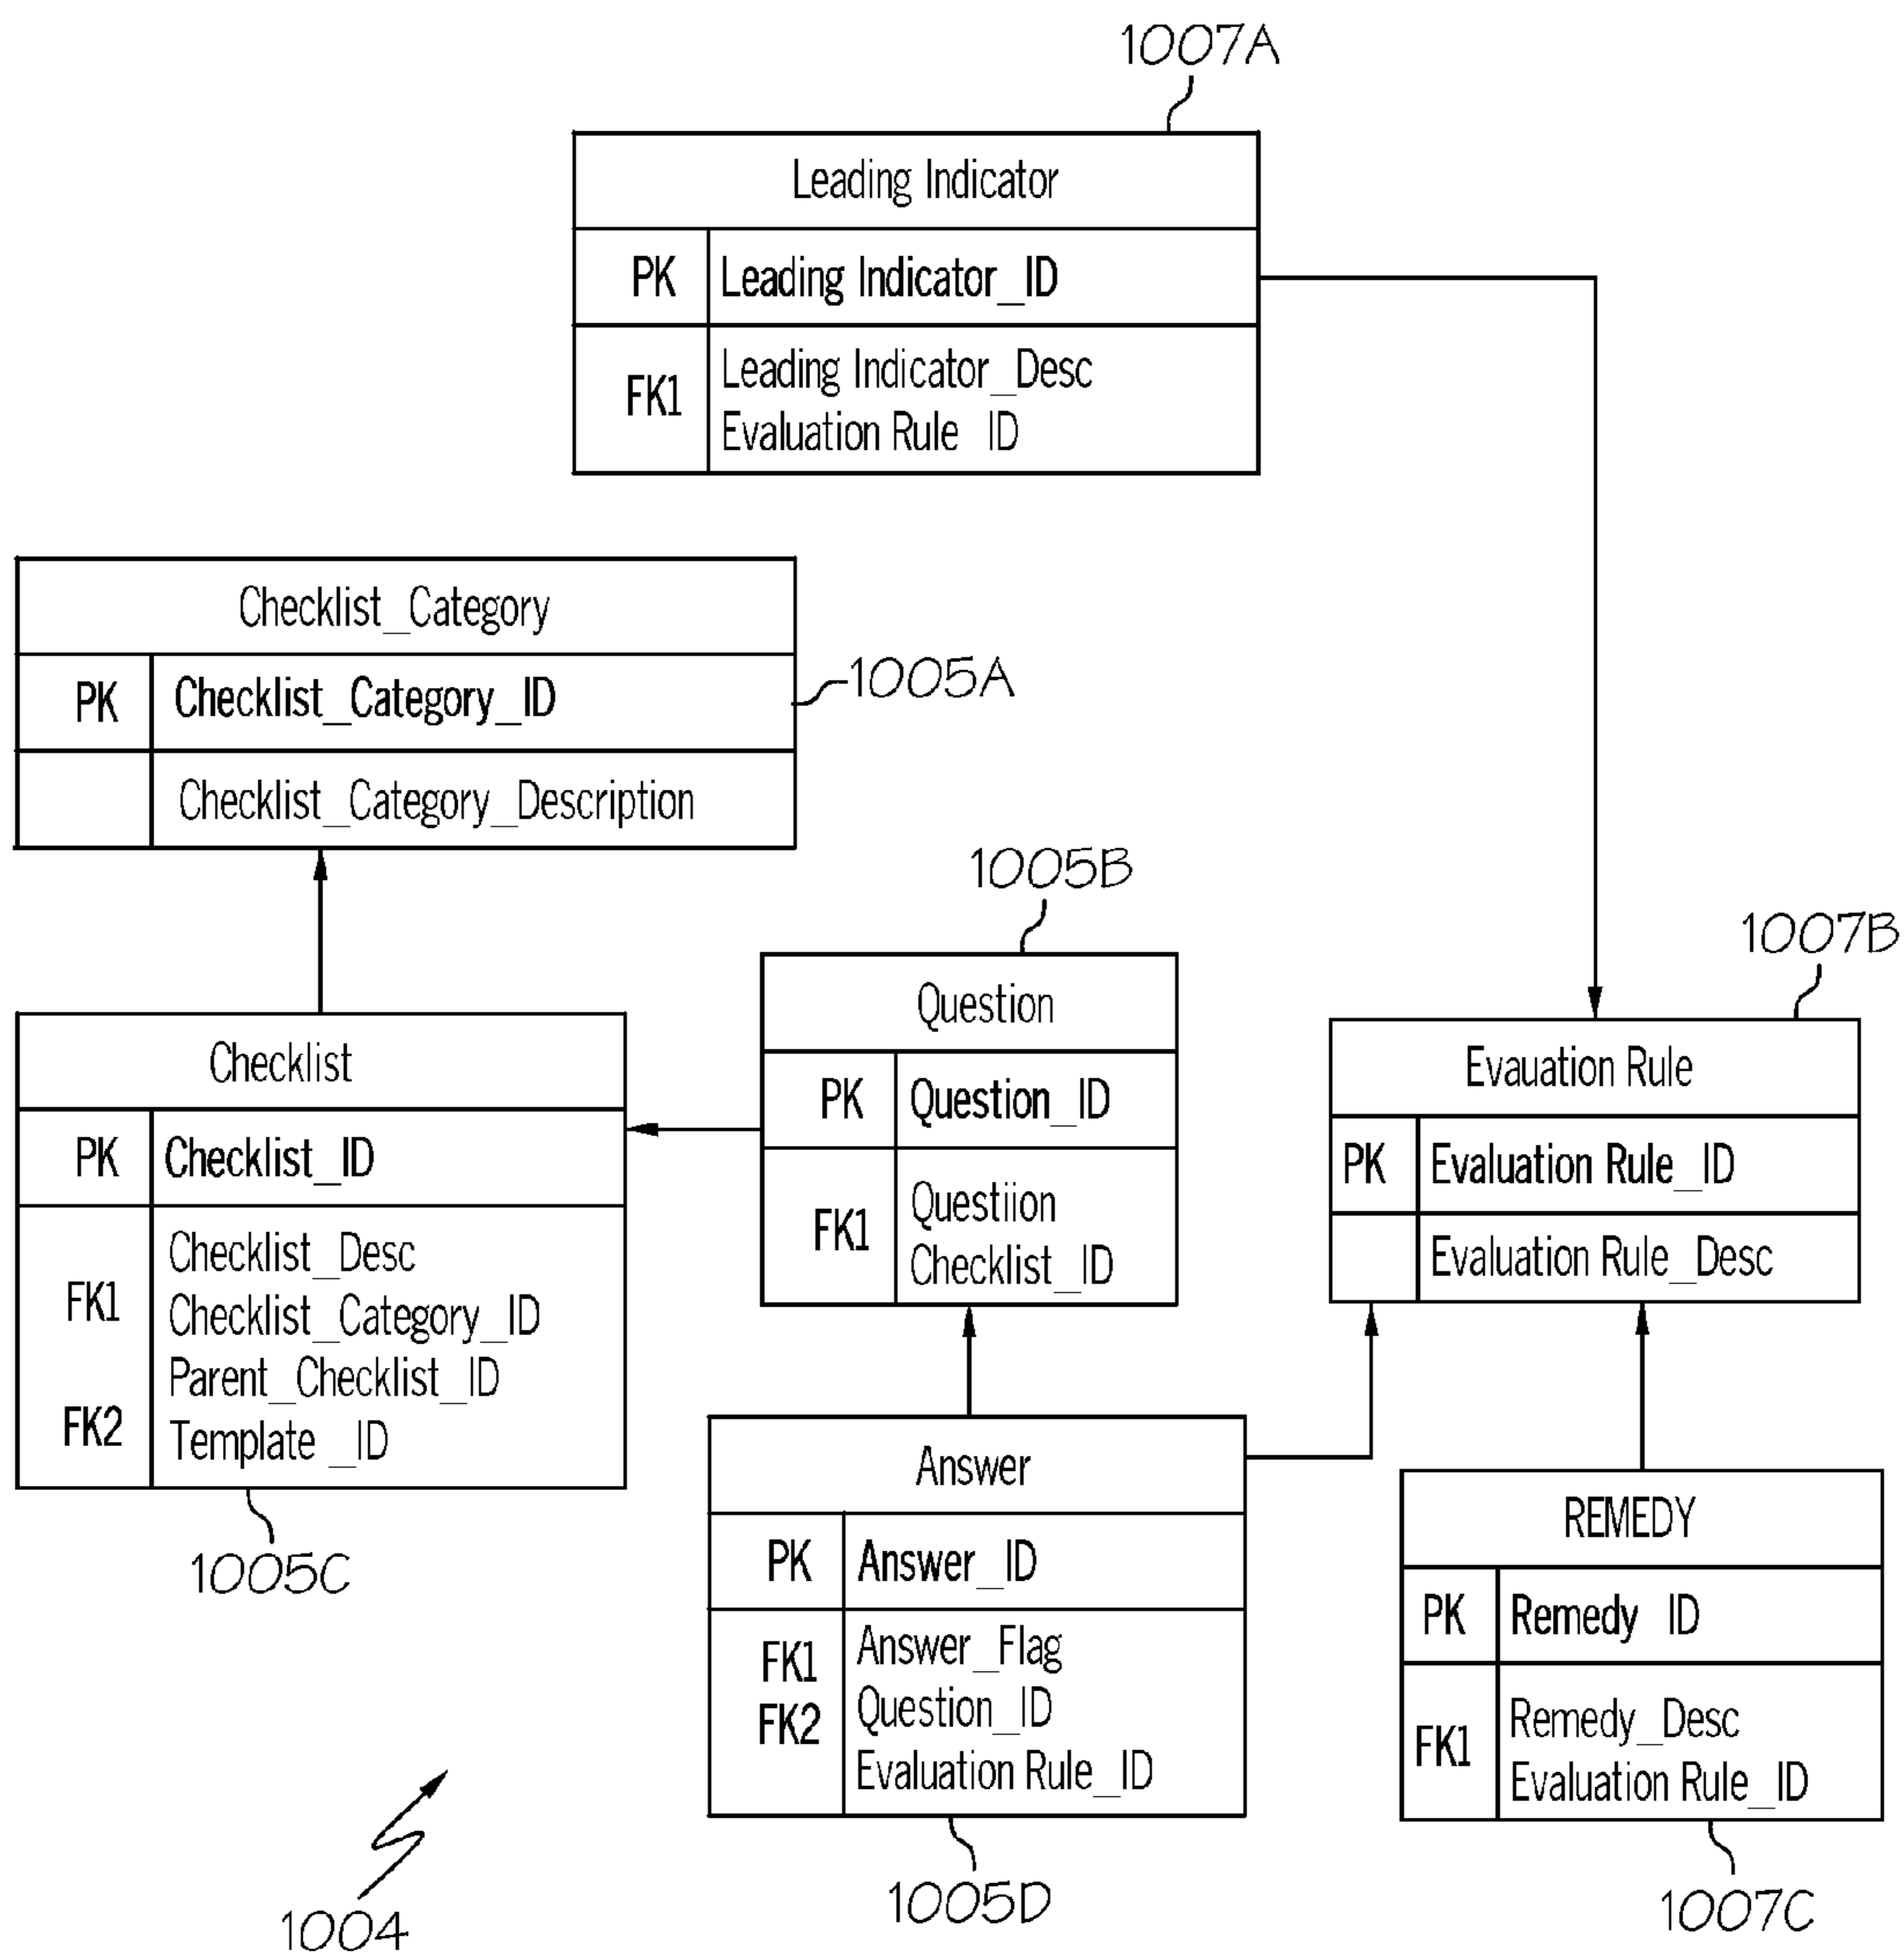 1007A
Leading Indicator
PK Leading Indicator_ID
Leading Indicator_Desc
FK1
Evaluation Rule ID
Checklist_Category
PK Checklist_Category_ID
1005A
Checklist_Category_Description
1005B
Question
PK Question_ID
Questiion
FK1
Checklist_ID
1007B
Evauation Rule
PK Evaluation Rule_ID
Evaluation Rule_Desc
Checklist
PK Checklist_ID
Checklist_Desc
FK1
Checklist_Category_ID
Parent_Checklist_ID
FK2
Template _ID
1005C
Answer
PK Answer_ID
FK1 Answer_Flag
FK2 Question_ID
Evaluation Rule_ID
1005D
REMEDY
PK Remedy ID
Remedy_Desc
FK1
Evaluation Rule_ID
1007C
1004